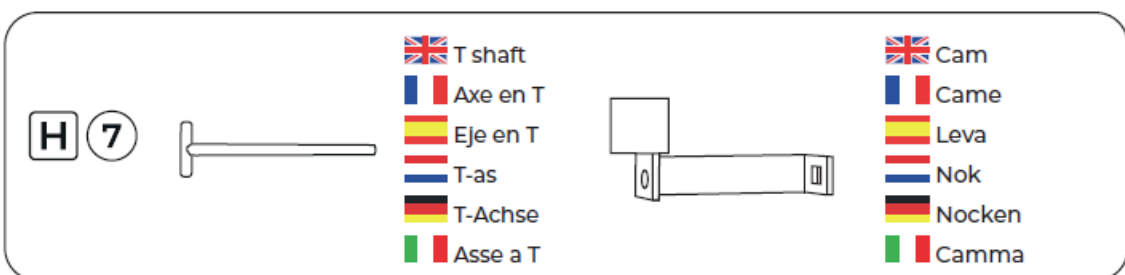 H 7
T shaft
Axe en T
Eje en T
T-as
T-Achse
Asse a T
Cam
Came
Leva
Nok
Nocken
Camma